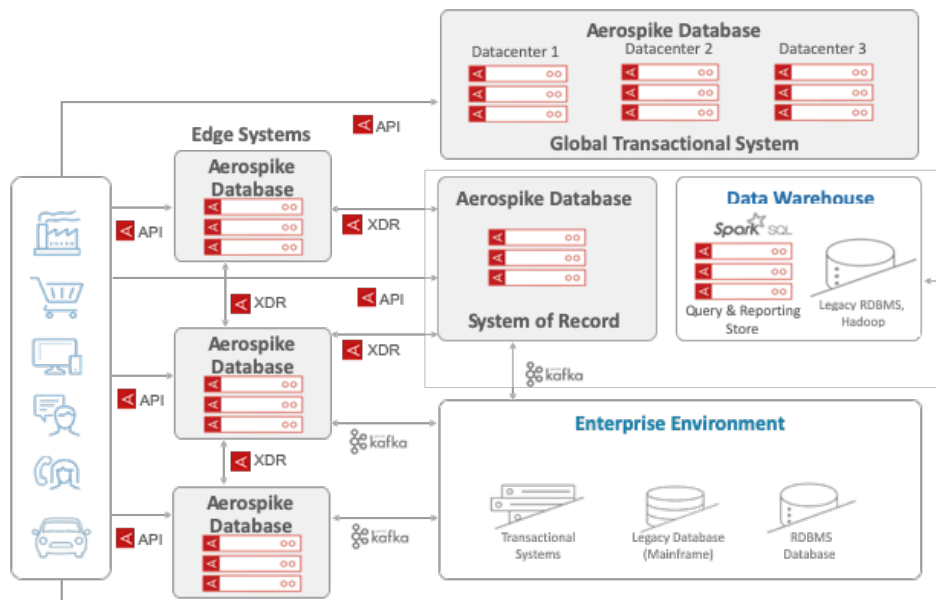 Aerospike Database
Datacenter 1
Datacenter 2
Datacenter 3
Global Transactional System
API
Edge Systems
Aerospike
Database
API
XDR
Aerospike Database
System of Record
Data Warehouse
Spark SQL
Query & Reporting
Store
Legacy RDBMS,
Hadoop
XDR
API
XDR
Aerospike
Database
API
kafka
kafka
Enterprise Environment
Transactional
Systems
Legacy Database
(Mainframe)
RDBMS
Database
XDR
Aerospike
Database
API
kafka